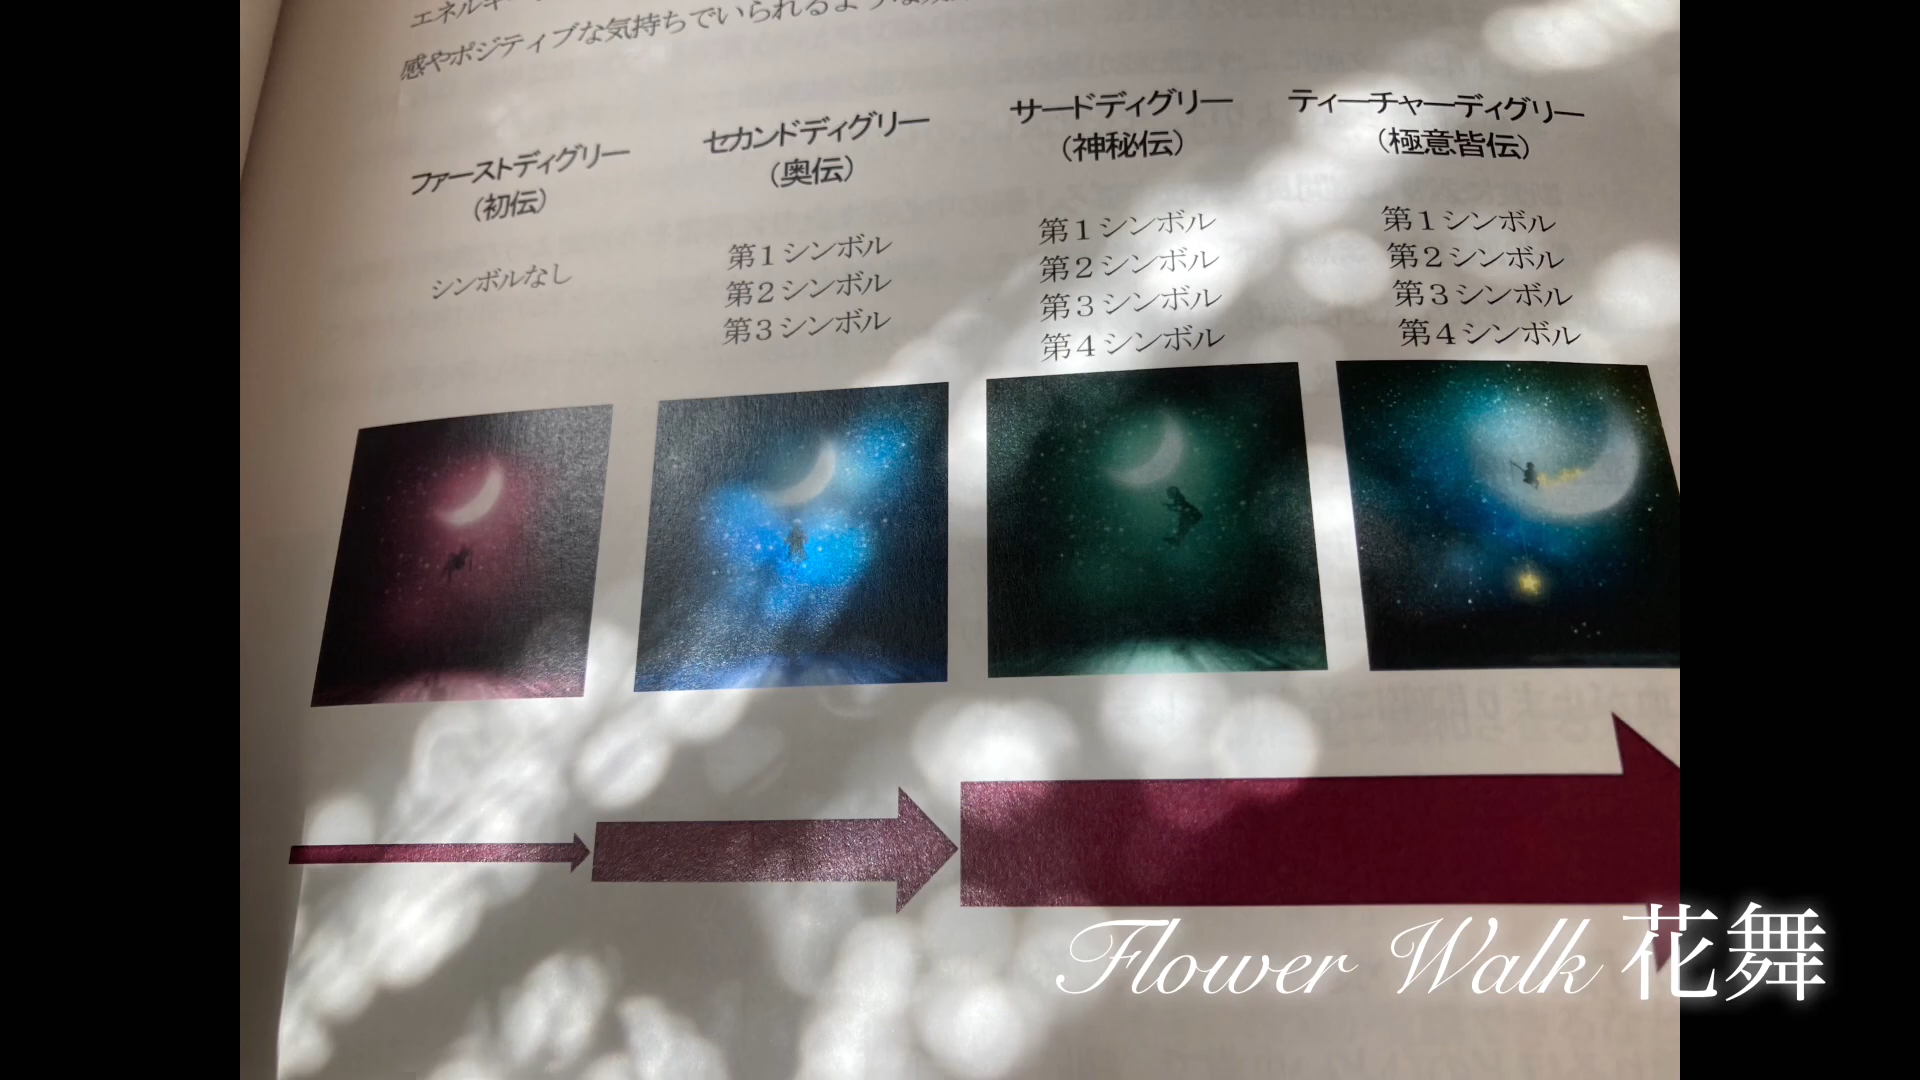 エネルギー
感やポジティブな気持ちでいられるような
ファーストディグリー
(初伝)
シンボルなし
セカンドディグリー
(奥伝)
第1シンボル
第2シンボル
第3シンボル
サードディグリー
(神秘伝)
第1シンボル
第2シンボル
第3シンボル
第4シンボル
ティーチャーディグリー
(極意皆伝)
第1シンボル
第2シンボル
第3シンボル
第4シンボル
Flower Walk 花舞